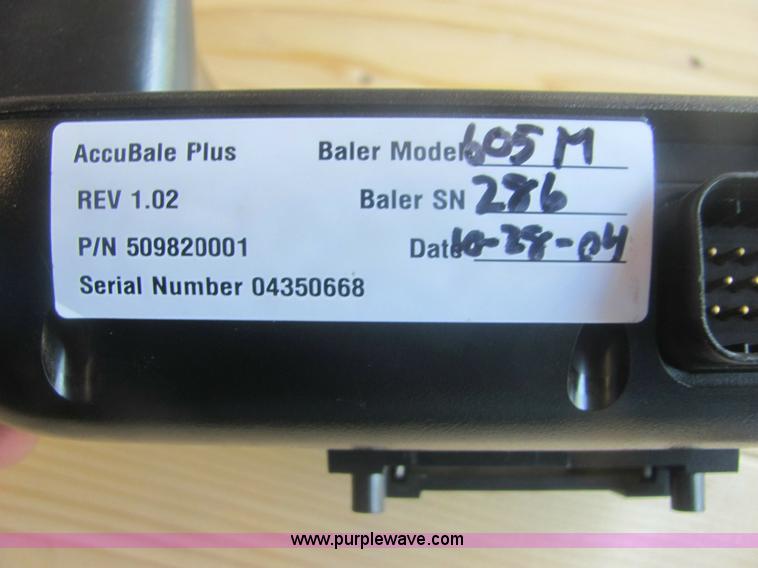 AccuBale Plus Baler Model 605 M
REV 1.02 Baler SN 286
P/N 509820001 Date 10-28-04
Serial Number 04350668
www.purplewave.com